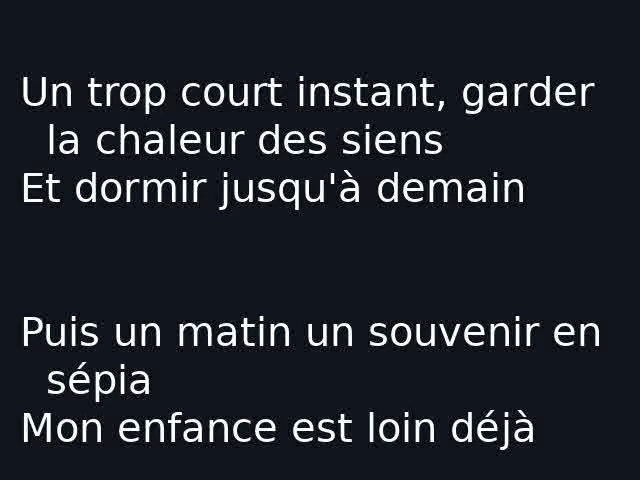 Un trop court instant, garder
la chaleur des siens
Et dormir jusqu'à demain
Puis un matin un souvenir en
sépia
Mon enfance est loin déjà